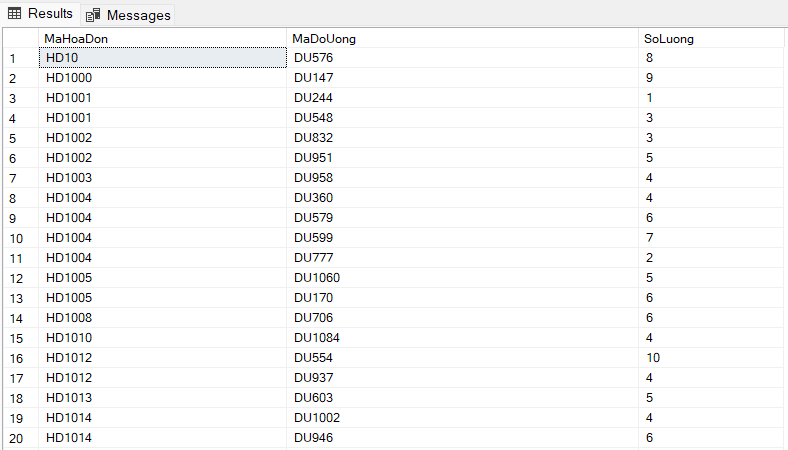 Results Messages
MaHoaDon MaDoUong SoLuong
1 HD10 DU576 8
2 HD1000 DU147 9
3 HD1001 DU244 1
4 HD1001 DU548 3
5 HD1002 DU832 3
6 HD1002 DU951 5
7 HD1003 DU958 4
8 HD1004 DU360 4
9 HD1004 DU579 6
10 HD1004 DU599 7
11 HD1004 DU777 2
12 HD1005 DU1060 5
13 HD1005 DU170 6
14 HD1008 DU706 6
15 HD1010 DU1084 4
16 HD1012 DU554 10
17 HD1012 DU937 4
18 HD1013 DU603 5
19 HD1014 DU1002 4
20 HD1014 DU946 6